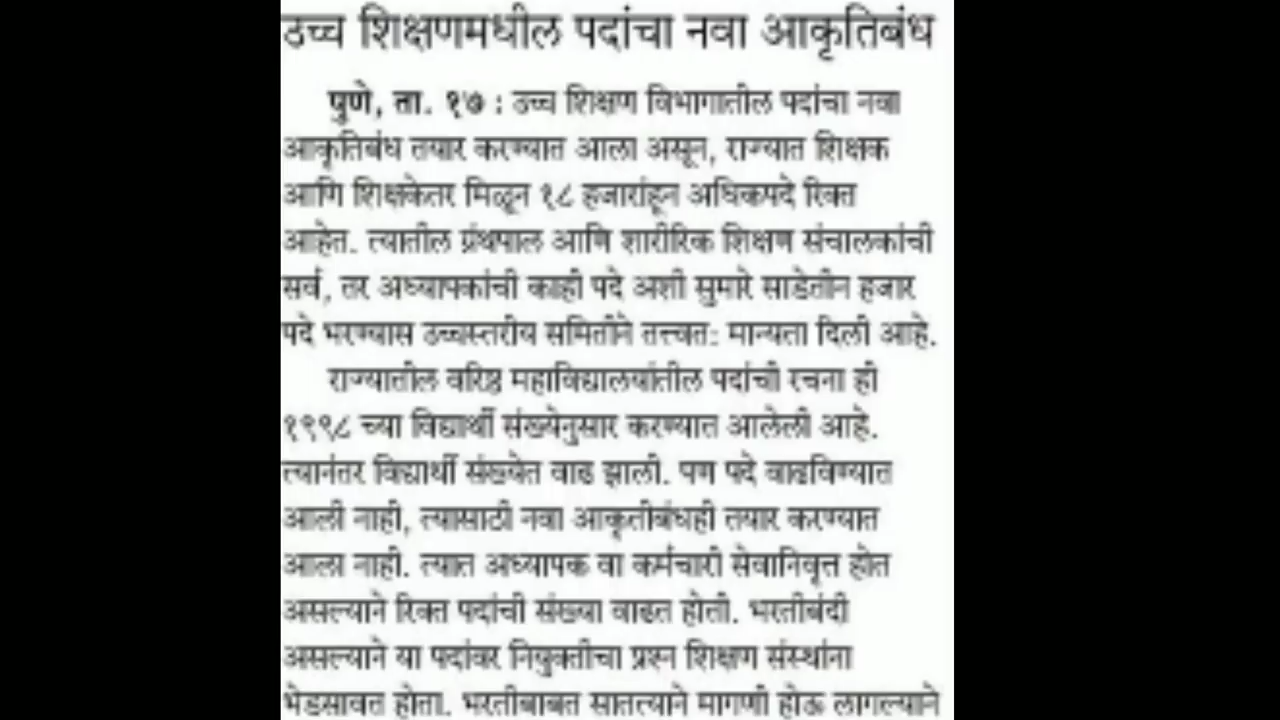 उच्च शिक्षणमधील पदांचा नवा आकृतिबंध
पुणे, ता. १७ : उच्च शिक्षण विभागातील पदांचा नवा
आकृतिबंध तयार करण्यात आला असून, राज्यात शिक्षक
आणि शिक्षकेतर मिळून १८ हजारांहून अधिकपदे रिक्त
आहेत. त्यातील ग्रंथपाल आणि शारीरिक शिक्षण संचालकांची
सर्व, तर अध्यापकांची काही पदे अशी सुमारे साडेतीन हजार
पदे भरण्यास उच्चस्तरीय समितीने तत्त्वत: मान्यता दिली आहे.
राज्यातील वरिष्ठ महाविद्यालयांतील पदांची रचना ही
१९९८ च्या विद्यार्थी संख्येनुसार करण्यात आलेली आहे.
त्यानंतर विद्यार्थी संख्येत वाढ झाली. पण पदे वाढविण्यात
आली नाही, त्यासाठी नवा आकृतीबंधही तयार करण्यात
आला नाही. त्यात अध्यापक वा कर्मचारी सेवानिवृत्त होत
असल्याने रिक्त पदांची संख्या वाढत होती. भरतीबंदी
असल्याने या पदांवर नियुक्तीचा प्रश्न शिक्षण संस्थांना
भेडसावत होता. भरतीबाबत सातत्याने मागणी होऊ लागल्याने